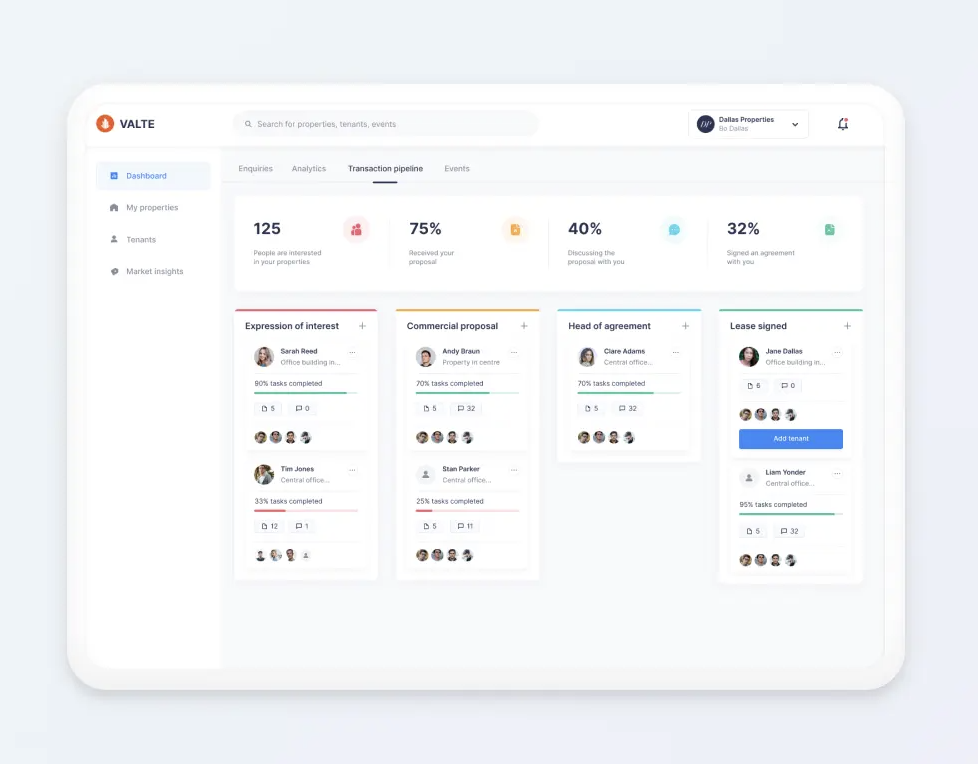 VALTE
Search for properties, tenants, events
Dallas Properties
Bo Dallas
Dashboard
My properties
Tenants
Market insights
Enquiries
Analytics
Transaction pipeline
Events
125
People are interested
in your properties
75%
Received your
proposal
40%
Discussing the
proposal with you
32%
Signed an agreement
with you
Expression of interest
Sarah Reed
Office building in...
90% tasks completed
5
0
Tim Jones
Central office...
33% tasks completed
12
1
Commercial proposal
Andy Braun
Property in centre
70% tasks completed
5
32
Stan Parker
Central office...
25% tasks completed
5
11
Head of agreement
Clare Adams
Central office...
70% tasks completed
5
32
Lease signed
Jane Dallas
Office building in...
6
0
Add tenant
Liam Yonder
Central office...
95% tasks completed
5
32